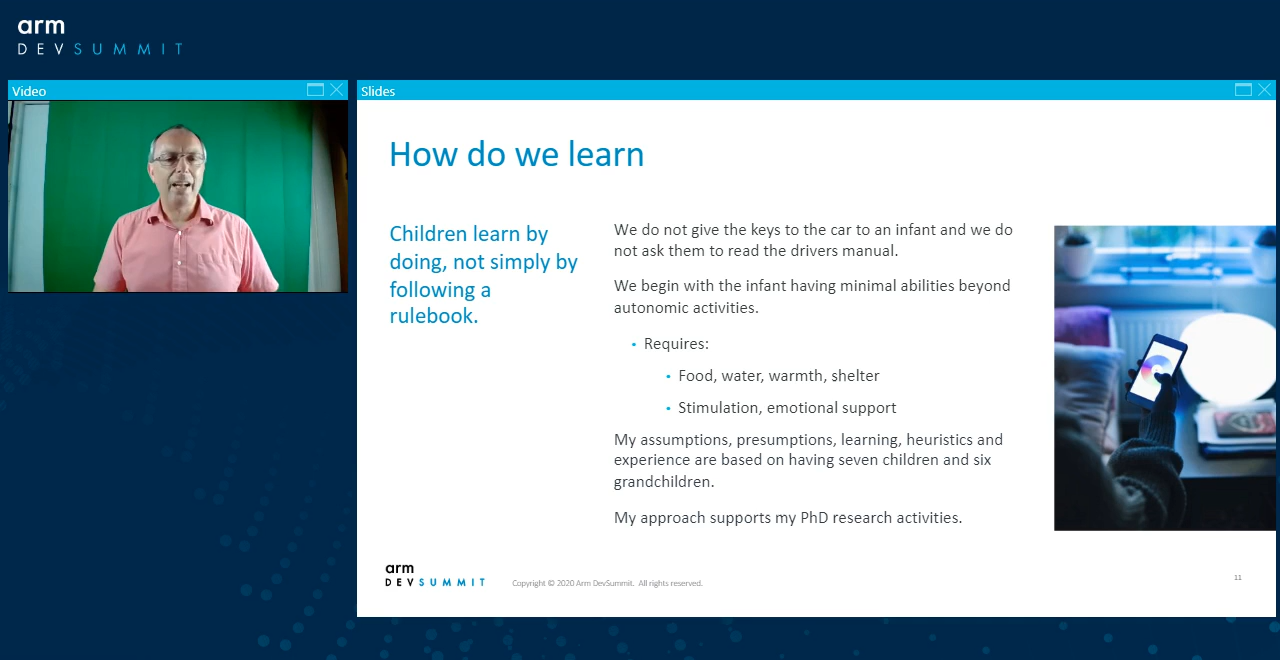 arm
DEVSUMMIT
Video
Slides
How do we learn
Children learn by
doing, not simply by
following a
rulebook.
We do not give the keys to the car to an infant and we do
not ask them to read the drivers manual.
We begin with the infant having minimal abilities beyond
autonomic activities.
• Requires:
• Food, water, warmth, shelter
• Stimulation, emotional support
My assumptions, presumptions, learning, heuristics and
experience are based on having seven children and six
grandchildren.
My approach supports my PhD research activities.
arm
DEVSUMMIT
Copyright © 2020 Arm DevSummit. All rights reserved.
11